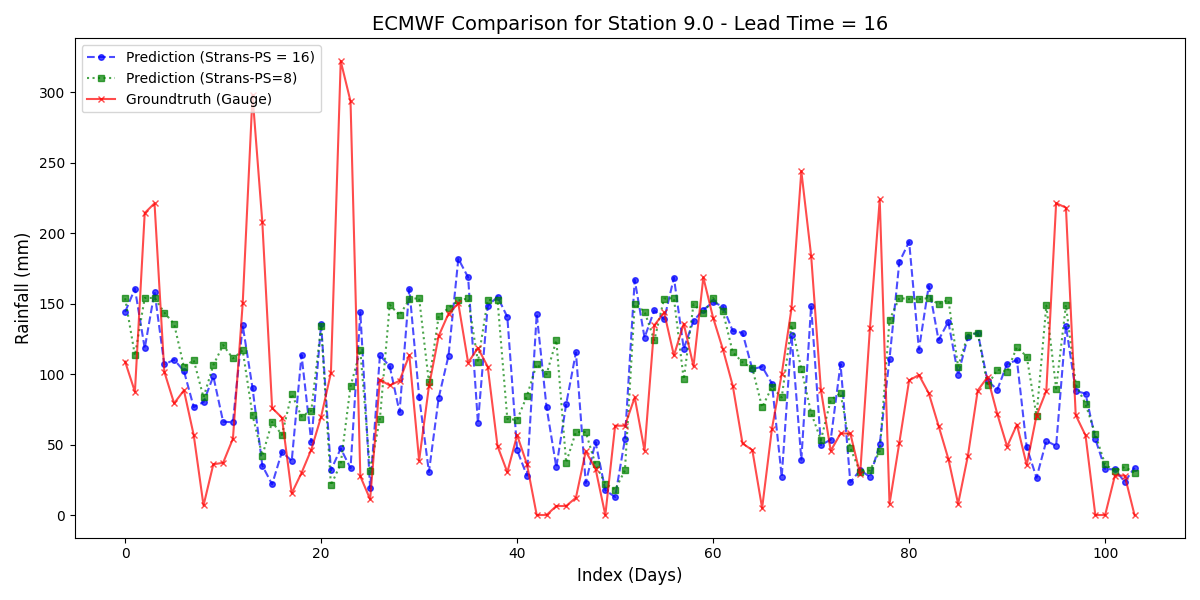 ECMWF Comparison for Station 9.0 - Lead Time = 16
Prediction (Strans-PS = 16)
Prediction (Strans-PS=8)
Groundtruth (Gauge)
Rainfall (mm)
300
250
200
150
100
50
0
0 20 40 60 80 100
Index (Days)